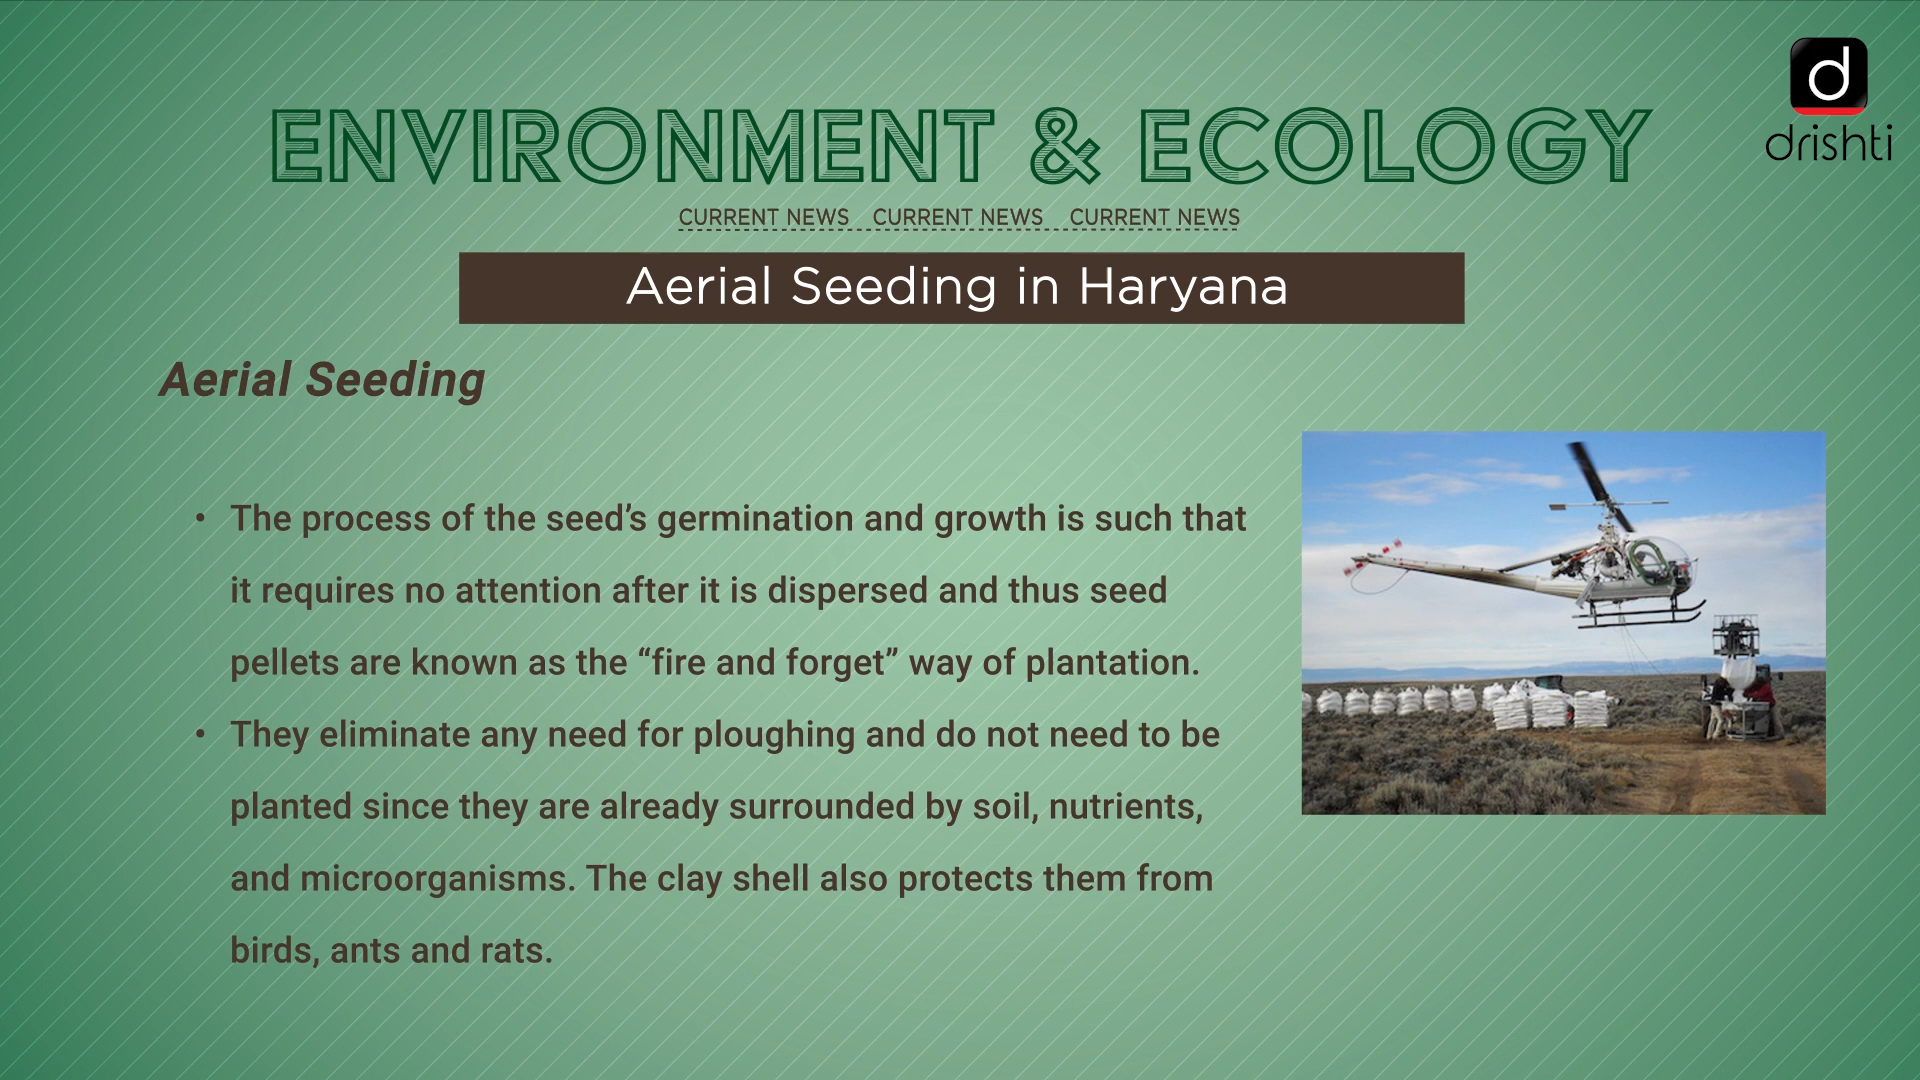 drishti
ENVIRONMENT & ECOLOGY
CURRENT NEWS CURRENT NEWS CURRENT NEWS
Aerial Seeding in Haryana
Aerial Seeding
• The process of the seed’s germination and growth is such that
it requires no attention after it is dispersed and thus seed
pellets are known as the “fire and forget” way of plantation.
• They eliminate any need for ploughing and do not need to be
planted since they are already surrounded by soil, nutrients,
and microorganisms. The clay shell also protects them from
birds, ants and rats.